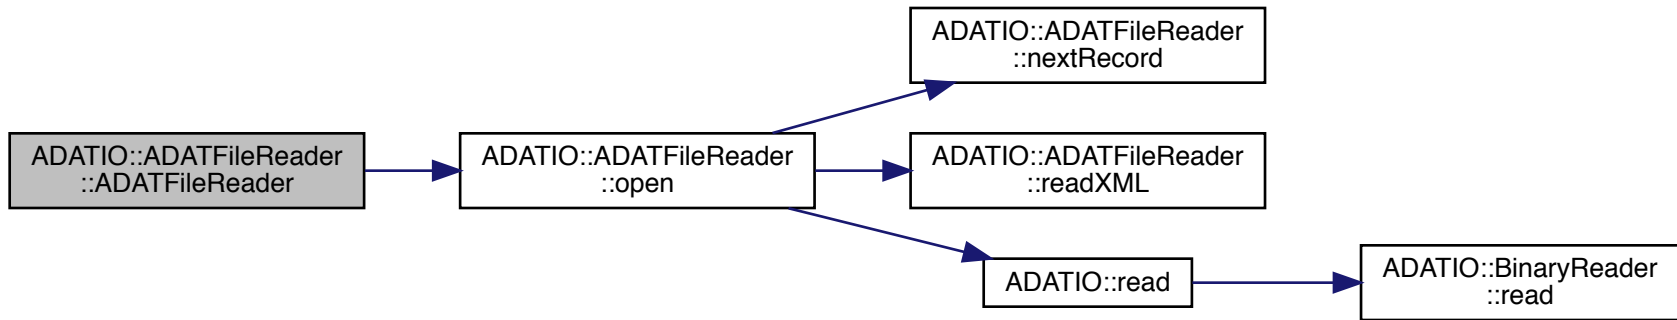 ADATIO::ADATFileReader
::ADATFileReader
ADATIO::ADATFileReader
::open
ADATIO::ADATFileReader
::nextRecord
ADATIO::ADATFileReader
::readXML
ADATIO::read
ADATIO::BinaryReader
::read